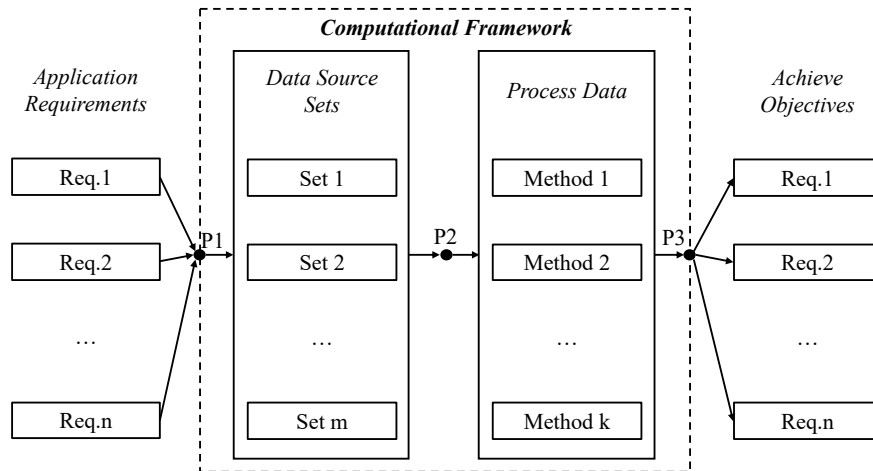 Computational Framework
Application
Requirements
Req.1
Req.2
…
Req.n
P1
Data Source
Sets
Set 1
Set 2
…
Set m
P2
Process Data
Method 1
Method 2
…
Method k
P3
Achieve
Objectives
Req.1
Req.2
…
Req.n